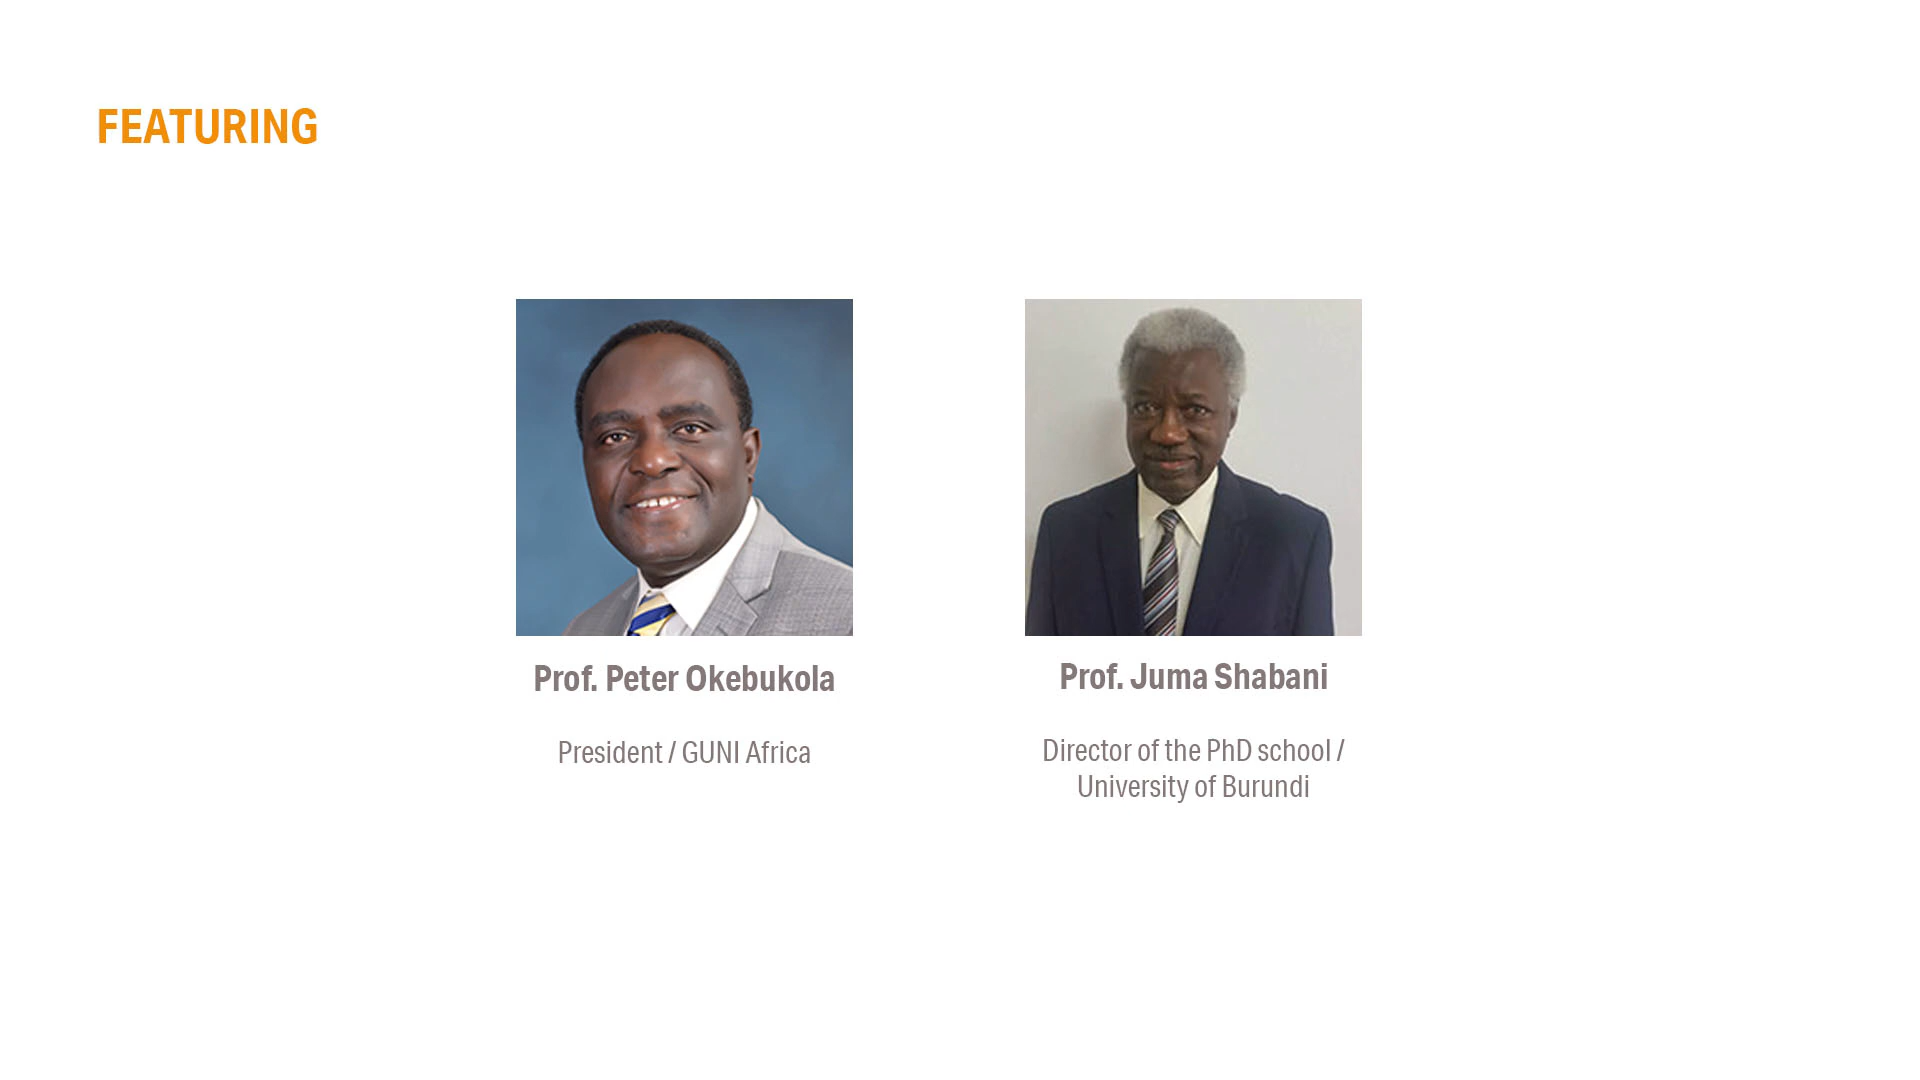 FEATURING
Prof. Peter Okebukola
President / GUNI Africa
Prof. Juma Shabani
Director of the PhD school /
University of Burundi